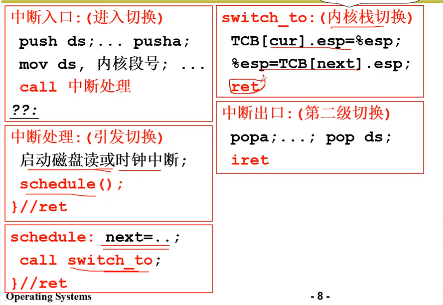 中断入口:(进入切换)
push ds;... pusha;
mov ds, 内核段号; ...
call 中断处理
??:
中断处理:(引发切换)
启动磁盘读或时钟中断;
schedule();
}//ret
schedule: next=..;
call switch_to;
}//ret
switch_to:(内核栈切换)
TCB[cur].esp=%esp;
%esp=TCB[next].esp;
ret
中断出口:(第二级切换)
popa;...; pop ds;
iret
Operating Systems
- 8 -